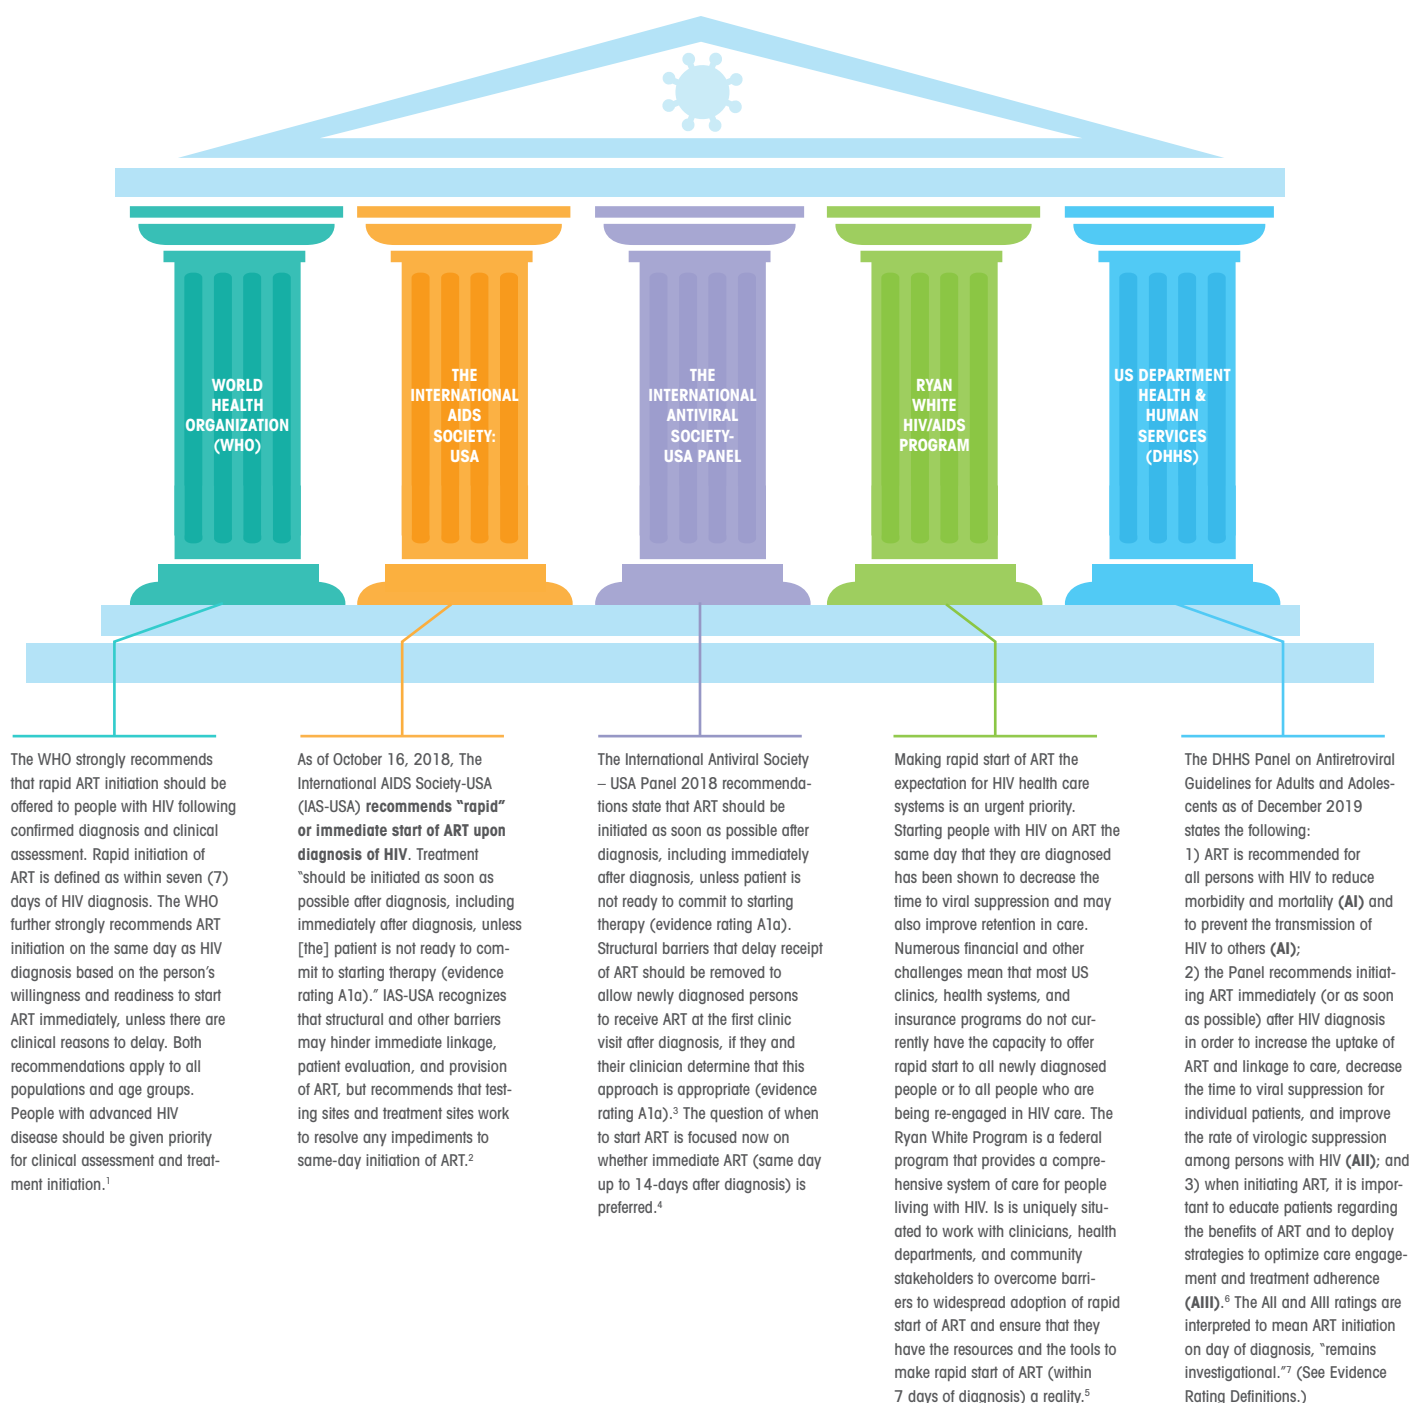 WORLD
HEALTH
ORGANIZATION
(WHO)
THE
INTERNATIONAL
AIDS
SOCIETY:
USA
THE
INTERNATIONAL
ANTIVIRAL
SOCIETY-
USA PANEL
RYAN
WHITE
HIV/AIDS
PROGRAM
US DEPARTMENT
HEALTH &
HUMAN
SERVICES
(DHHS)
The WHO strongly recommends
that rapid ART initiation should be
offered to people with HIV following
confirmed diagnosis and clinical
assessment. Rapid initiation of
ART is defined as within seven (7)
days of HIV diagnosis. The WHO
further strongly recommends ART
initiation on the same day as HIV
diagnosis based on the person's
willingness and readiness to start
ART immediately, unless there are
clinical reasons to delay. Both
recommendations apply to all
populations and age groups.
People with advanced HIV
disease should be given priority
for clinical assessment and treat-
ment initiation.¹
As of October 16, 2018, The
International AIDS Society-USA
(IAS-USA) recommends "rapid"
or immediate start of ART upon
diagnosis of HIV. Treatment
"should be initiated as soon as
possible after diagnosis, including
immediately after diagnosis, unless
[the] patient is not ready to com-
mit to starting therapy (evidence
rating A1a)." IAS-USA recognizes
that structural and other barriers
may hinder immediate linkage,
patient evaluation, and provision
of ART, but recommends that test-
ing sites and treatment sites work
to resolve any impediments to
same-day initiation of ART.²
The International Antiviral Society
– USA Panel 2018 recommenda-
tions state that ART should be
initiated as soon as possible after
diagnosis, including immediately
after diagnosis, unless patient is
not ready to commit to starting
therapy (evidence rating A1a).
Structural barriers that delay receipt
of ART should be removed to
allow newly diagnosed persons
to receive ART at the first clinic
visit after diagnosis, if they and
their clinician determine that this
approach is appropriate (evidence
rating A1a).³ The question of when
to start ART is focused now on
whether immediate ART (same day
up to 14-days after diagnosis) is
preferred.⁴
Making rapid start of ART the
expectation for HIV health care
systems is an urgent priority.
Starting people with HIV on ART the
same day that they are diagnosed
has been shown to decrease the
time to viral suppression and may
also improve retention in care.
Numerous financial and other
challenges mean that most US
clinics, health systems, and
insurance programs do not cur-
rently have the capacity to offer
rapid start to all newly diagnosed
people or to all people who are
being re-engaged in HIV care. The
Ryan White Program is a federal
program that provides a compre-
hensive system of care for people
living with HIV. Is is uniquely situ-
ated to work with clinicians, health
departments, and community
stakeholders to overcome barri-
ers to widespread adoption of rapid
start of ART and ensure that they
have the resources and the tools to
make rapid start of ART (within
7 days of diagnosis) a reality.⁵
The DHHS Panel on Antiretroviral
Guidelines for Adults and Adoles-
cents as of December 2019
states the following:
1) ART is recommended for
all persons with HIV to reduce
morbidity and mortality (AI) and
to prevent the transmission of
HIV to others (AI);
2) the Panel recommends initiat-
ing ART immediately (or as soon
as possible) after HIV diagnosis
in order to increase the uptake of
ART and linkage to care, decrease
the time to viral suppression for
individual patients, and improve
the rate of virologic suppression
among persons with HIV (AII); and
3) when initiating ART, it is impor-
tant to educate patients regarding
the benefits of ART and to deploy
strategies to optimize care engage-
ment and treatment adherence
(AIII).⁶ The AII and AIII ratings are
interpreted to mean ART initiation
on day of diagnosis, "remains
investigational."⁷ (See Evidence
Rating Definitions.)